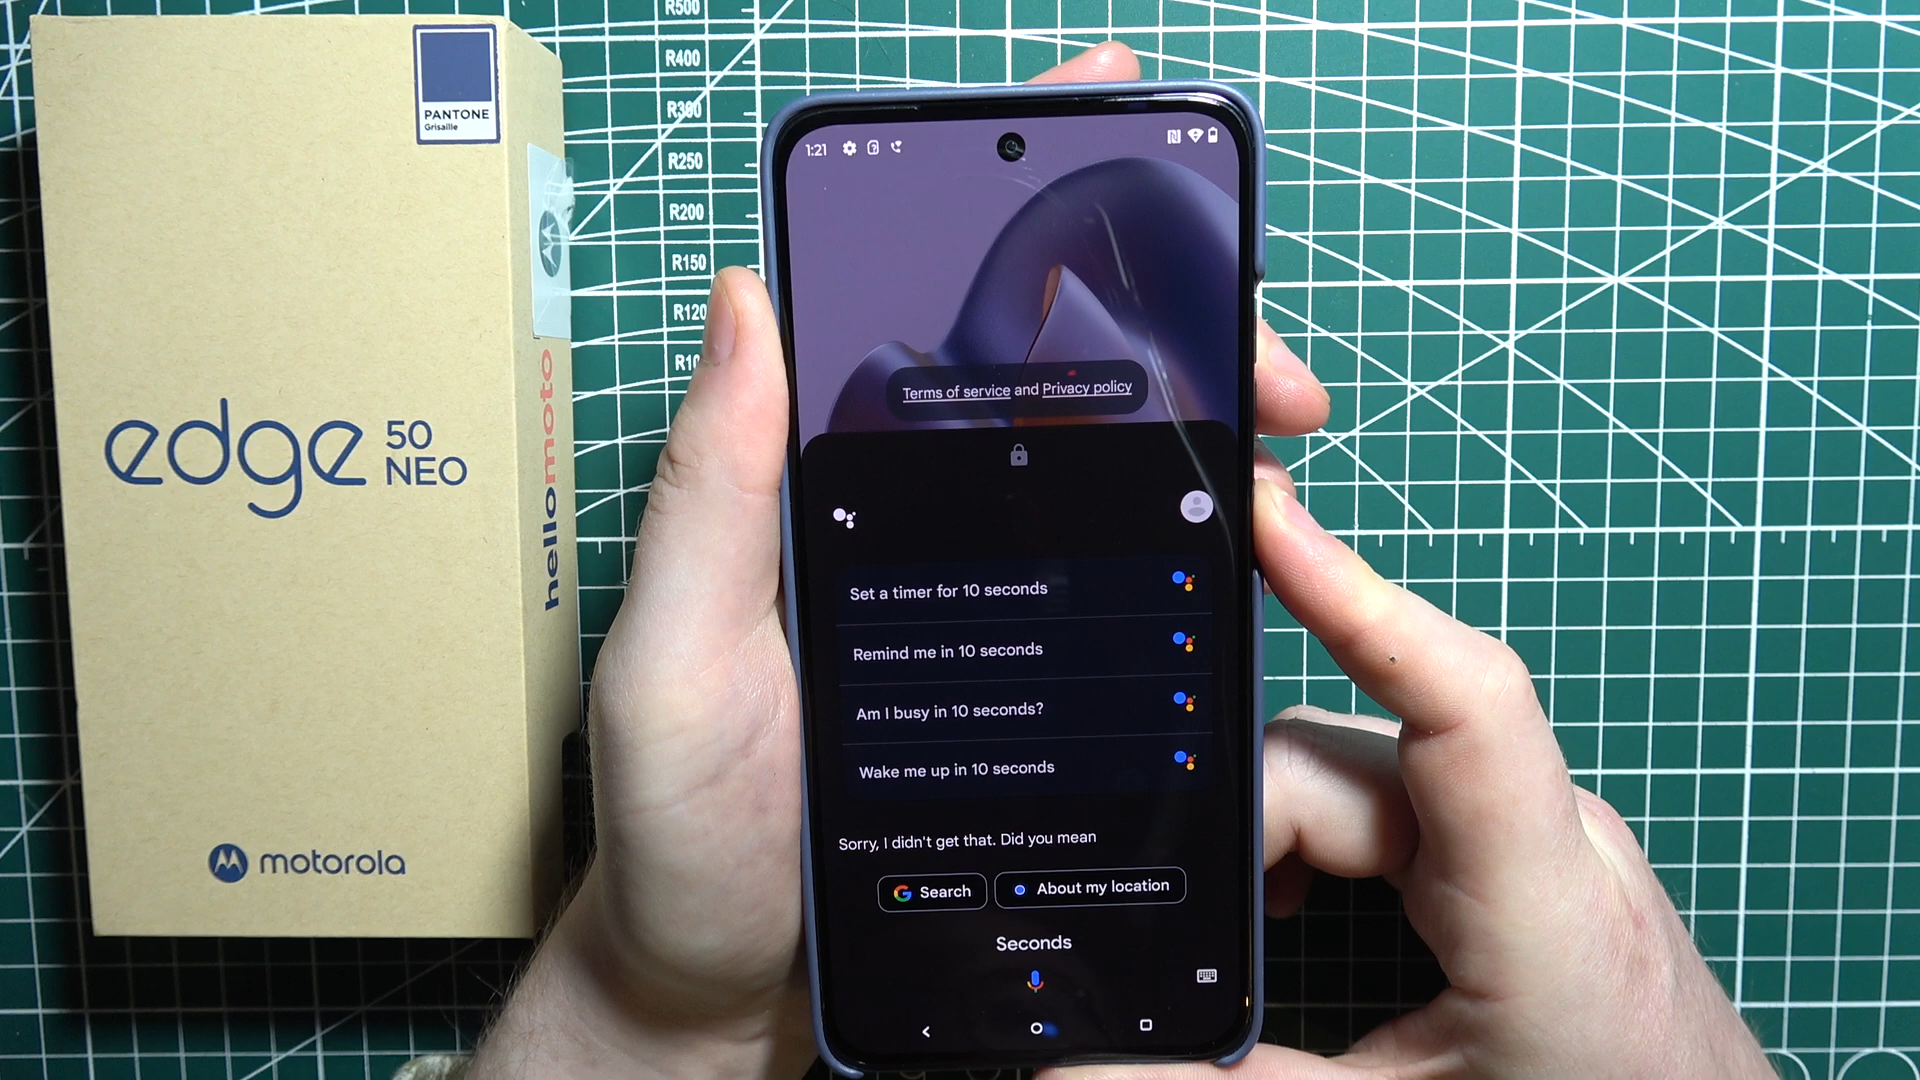 PANTONE
Grisaille
edge 50
NEO
hellomoto
motorola
R500
R400
R300
R250
R200
R150
R120
1:21
Terms of service and Privacy policy
Set a timer for 10 seconds
Remind me in 10 seconds
Am I busy in 10 seconds?
Wake me up in 10 seconds
Sorry, I didn't get that. Did you mean
Search
About my location
Seconds